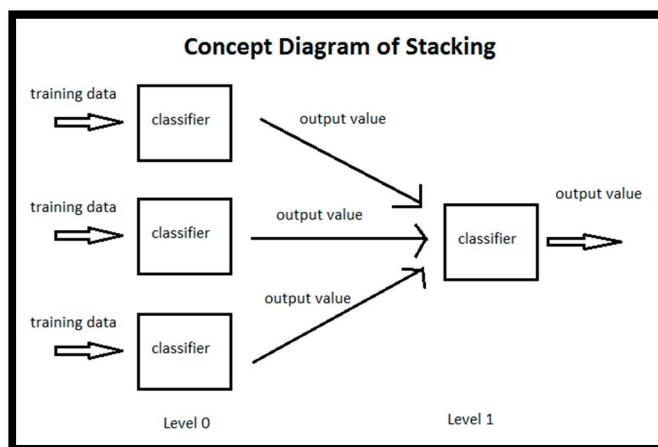 Concept Diagram of Stacking
training data
classifier
output value
training data
classifier
output value
classifier
output value
training data
classifier
output value
Level 0
Level 1